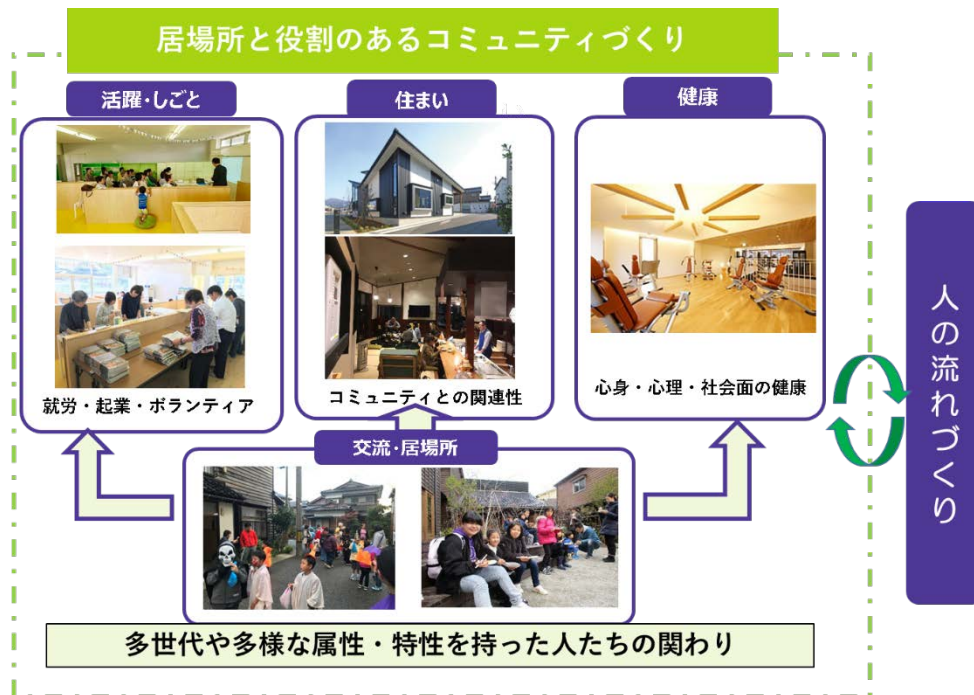 居場所と役割のあるコミュニティづくり
活躍・しごと
住まい
健康
就労・起業・ボランティア
コミュニティとの関連性
心身・心理・社会面の健康
交流・居場所
多世代や多様な属性・特性を持った人たちの関わり
人の流れづくり